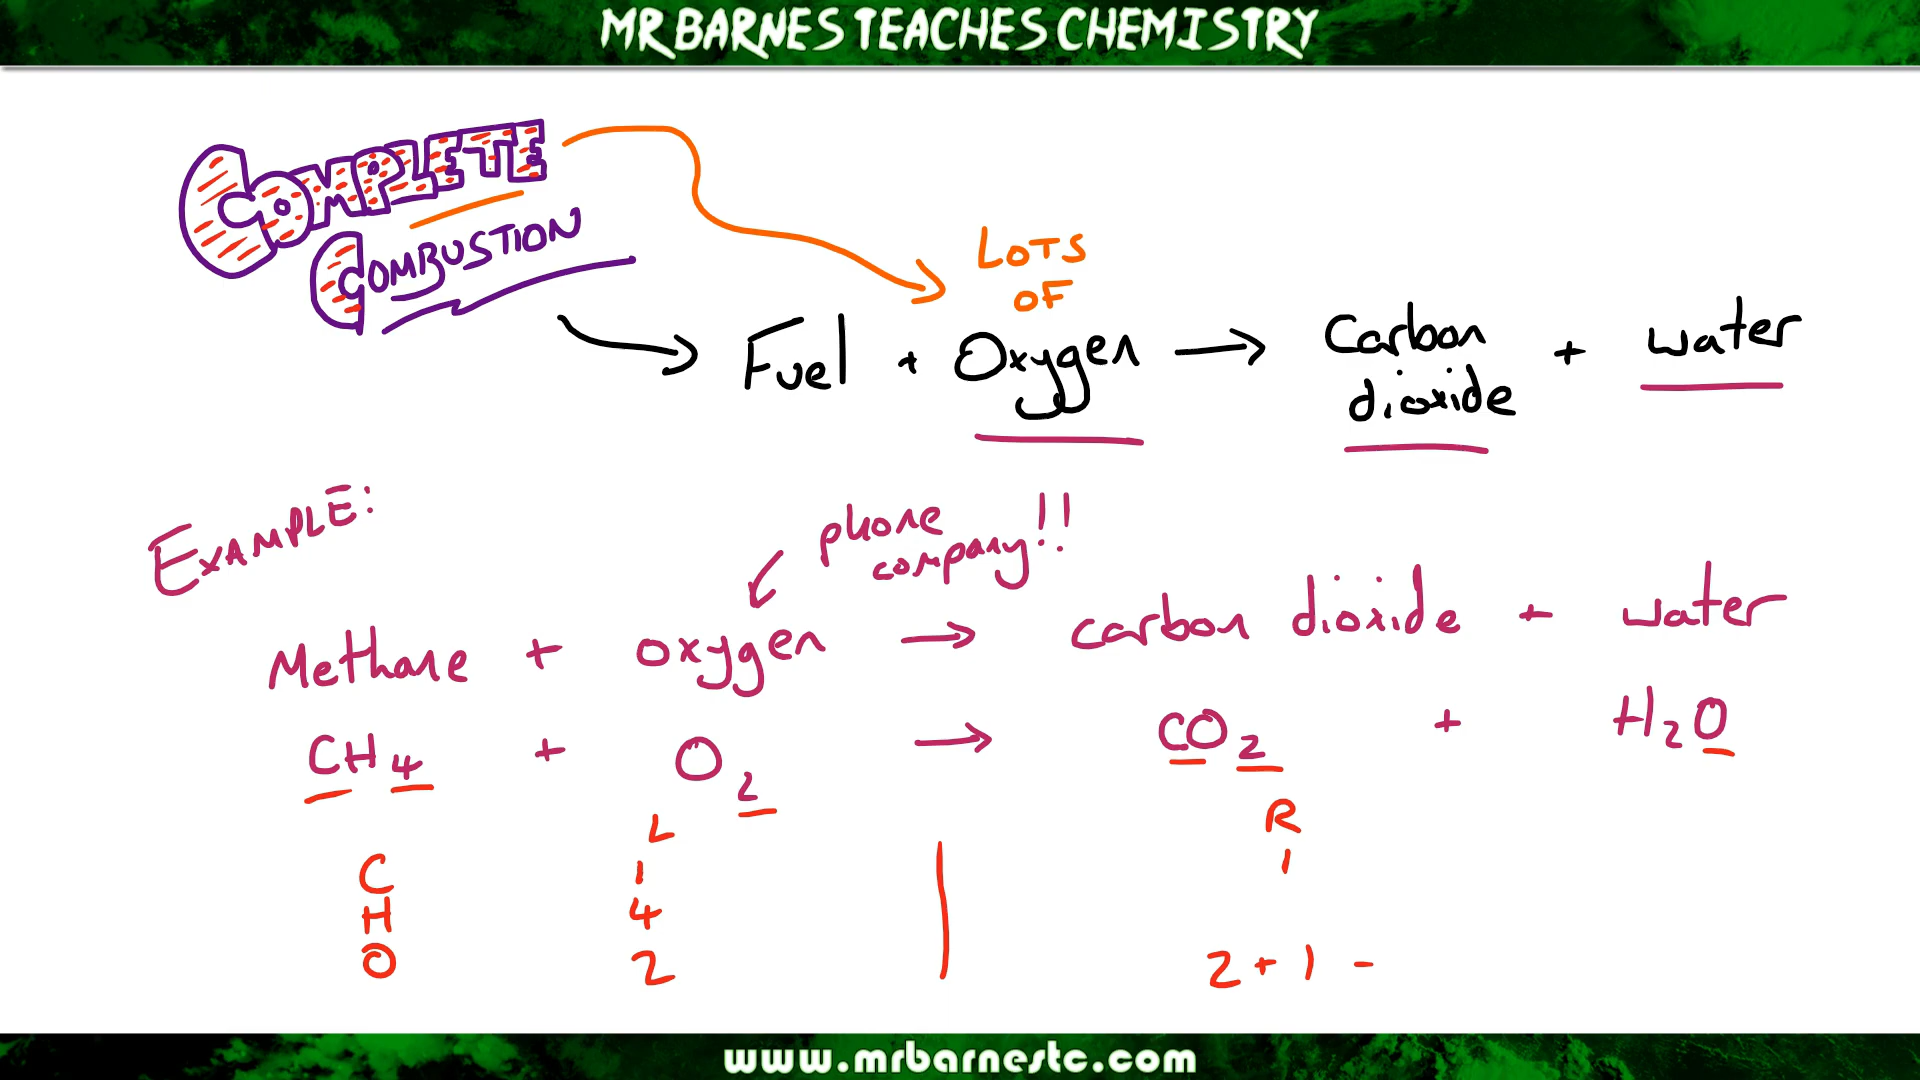 MR BARNES TEACHES CHEMISTRY
COMPLETE
COMBUSTION
LOTS
OF
Fuel + Oxygen → Carbon dioxide + water
EXAMPLE:
phone
company!!
Methane + oxygen → carbon dioxide + water
CH4 + O2 → CO2 + H2O
L R
C 1 1
H 4
O 2 2 + 1 -
www.mrbarnestc.com